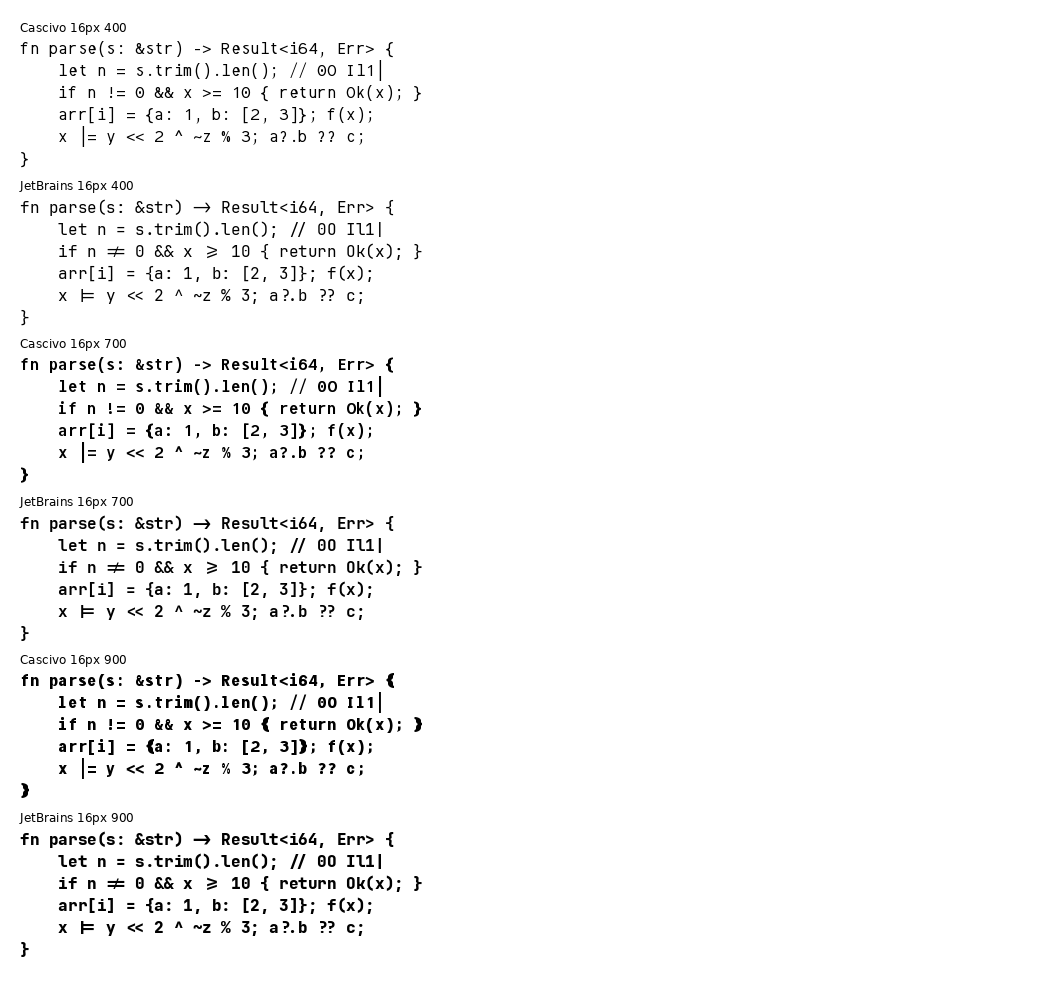 Cascivo 16px 400
fn parse(s: &str) -> Result<i64, Err> {
    let n = s.trim().len(); // 0O Il1|
    if n != 0 && x >= 10 { return Ok(x); }
    arr[i] = {a: 1, b: [2, 3]}; f(x);
    x |= y << 2 ^ ~z % 3; a?.b ?? c;
}
JetBrains 16px 400
fn parse(s: &str) -> Result<i64, Err> {
    let n = s.trim().len(); // 0O Il1|
    if n != 0 && x >= 10 { return Ok(x); }
    arr[i] = {a: 1, b: [2, 3]}; f(x);
    x |= y << 2 ^ ~z % 3; a?.b ?? c;
}
Cascivo 16px 700
fn parse(s: &str) -> Result<i64, Err> {
    let n = s.trim().len(); // 0O Il1|
    if n != 0 && x >= 10 { return Ok(x); }
    arr[i] = {a: 1, b: [2, 3]}; f(x);
    x |= y << 2 ^ ~z % 3; a?.b ?? c;
}
JetBrains 16px 700
fn parse(s: &str) -> Result<i64, Err> {
    let n = s.trim().len(); // 0O Il1|
    if n != 0 && x >= 10 { return Ok(x); }
    arr[i] = {a: 1, b: [2, 3]}; f(x);
    x |= y << 2 ^ ~z % 3; a?.b ?? c;
}
Cascivo 16px 900
fn parse(s: &str) -> Result<i64, Err> {
    let n = s.trim().len(); // 0O Il1|
    if n != 0 && x >= 10 { return Ok(x); }
    arr[i] = {a: 1, b: [2, 3]}; f(x);
    x |= y << 2 ^ ~z % 3; a?.b ?? c;
}
JetBrains 16px 900
fn parse(s: &str) -> Result<i64, Err> {
    let n = s.trim().len(); // 0O Il1|
    if n != 0 && x >= 10 { return Ok(x); }
    arr[i] = {a: 1, b: [2, 3]}; f(x);
    x |= y << 2 ^ ~z % 3; a?.b ?? c;
}